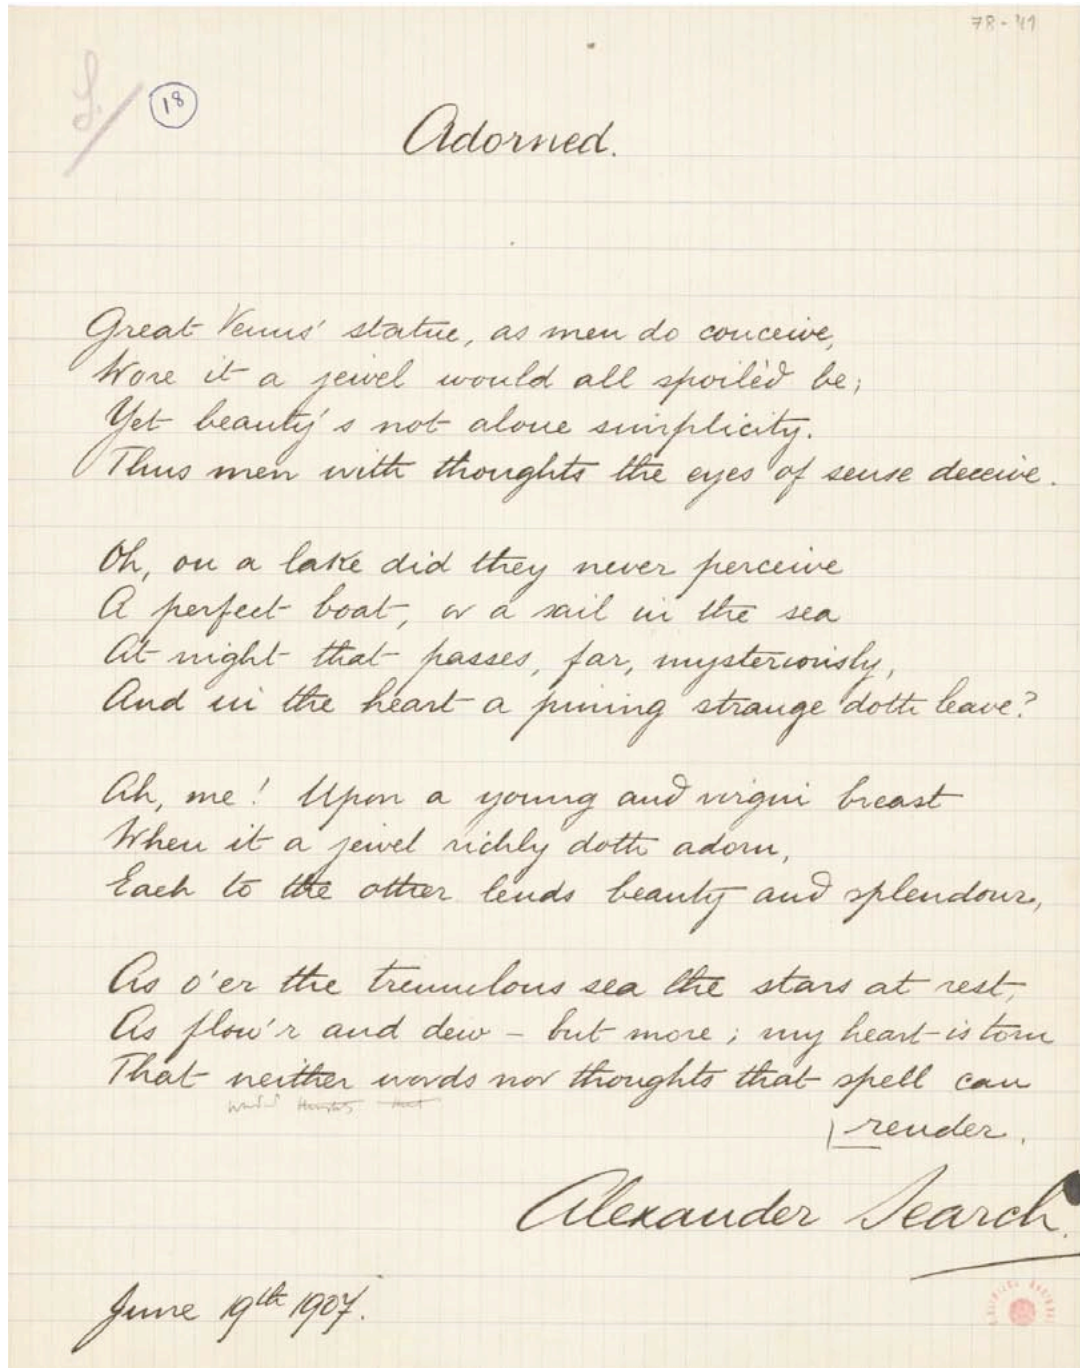 78-41
18
Adorned.
Great Venus' statue, as men do conceive,
Wore it a jewel would all spoilèd be;
Yet beauty's not alone simplicity.
Thus men with thoughts the eyes of sense deceive.
Oh, on a lake did they never perceive
A perfect boat, or a sail in the sea
At night that passes, far, mysteriously,
And in the heart a pining strange doth leave?
Ah, me! Upon a young and virgin breast
When it a jewel richly doth adorn,
Each to the other lends beauty and splendour,
As o'er the tremulous sea the stars at rest,
As flow'r and dew – but more; my heart is torn
That neither words nor thoughts that spell can
render.
Alexander Search.
June 19th 1907.